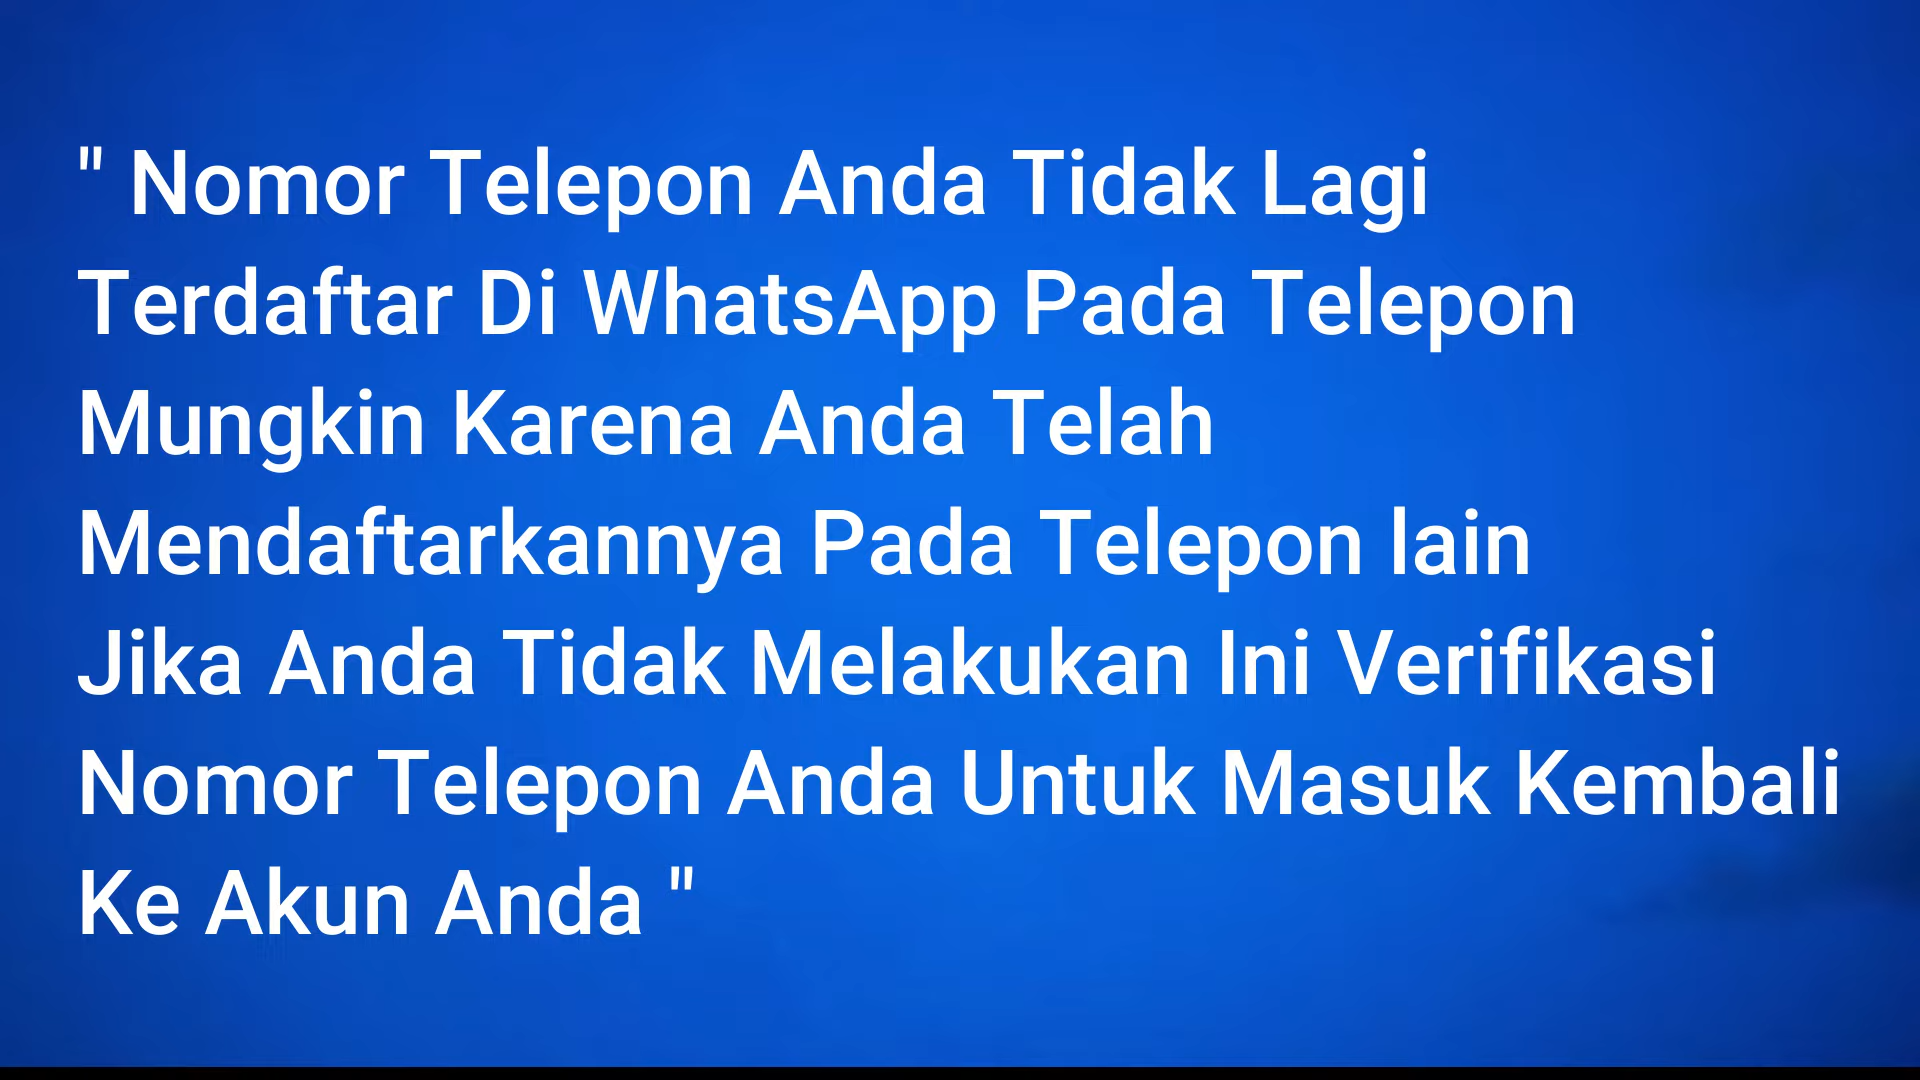 " Nomor Telepon Anda Tidak Lagi
Terdaftar Di WhatsApp Pada Telepon
Mungkin Karena Anda Telah
Mendaftarkannya Pada Telepon lain
Jika Anda Tidak Melakukan Ini Verifikasi
Nomor Telepon Anda Untuk Masuk Kembali
Ke Akun Anda "